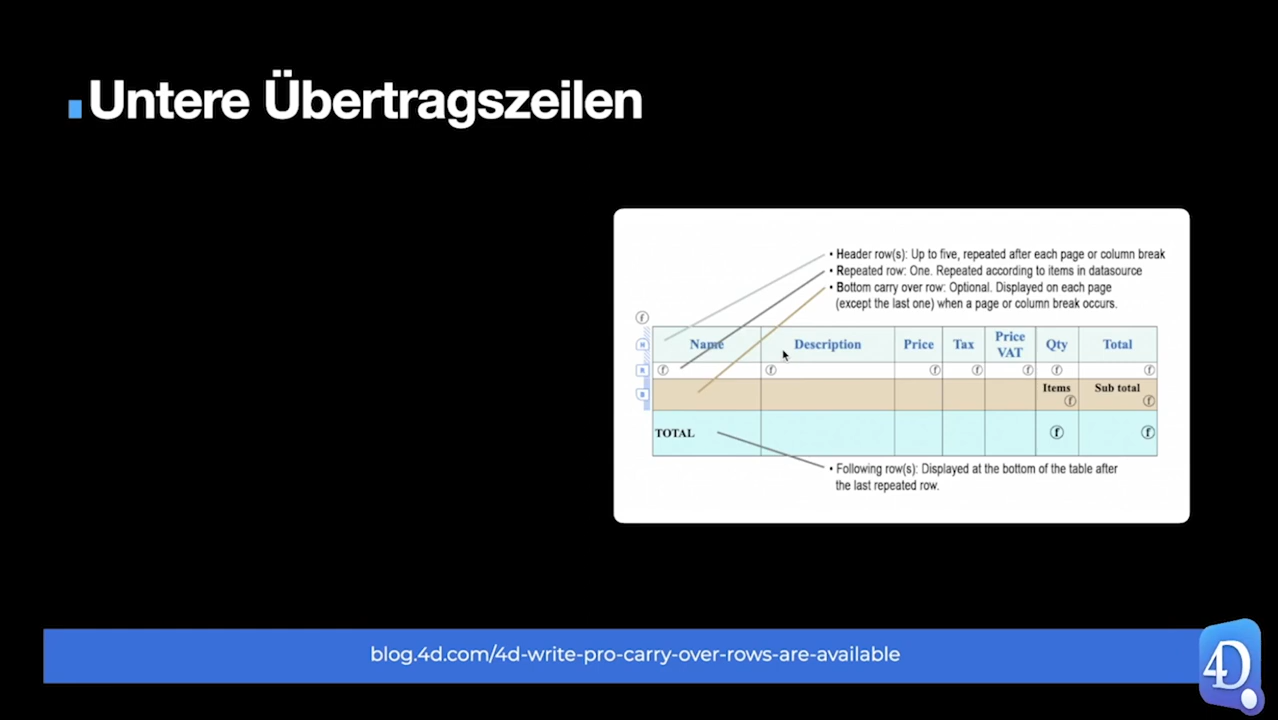 Untere Übertragszeilen
• Header row(s): Up to five, repeated after each page or column break
• Repeated row: One. Repeated according to items in datasource
• Bottom carry over row: Optional. Displayed on each page
(except the last one) when a page or column break occurs.
f
H Name Description Price Tax Price VAT Qty Total
R f f f f f f f
B Items f Sub total f
TOTAL f f
• Following row(s): Displayed at the bottom of the table after
the last repeated row.
blog.4d.com/4d-write-pro-carry-over-rows-are-available
4D